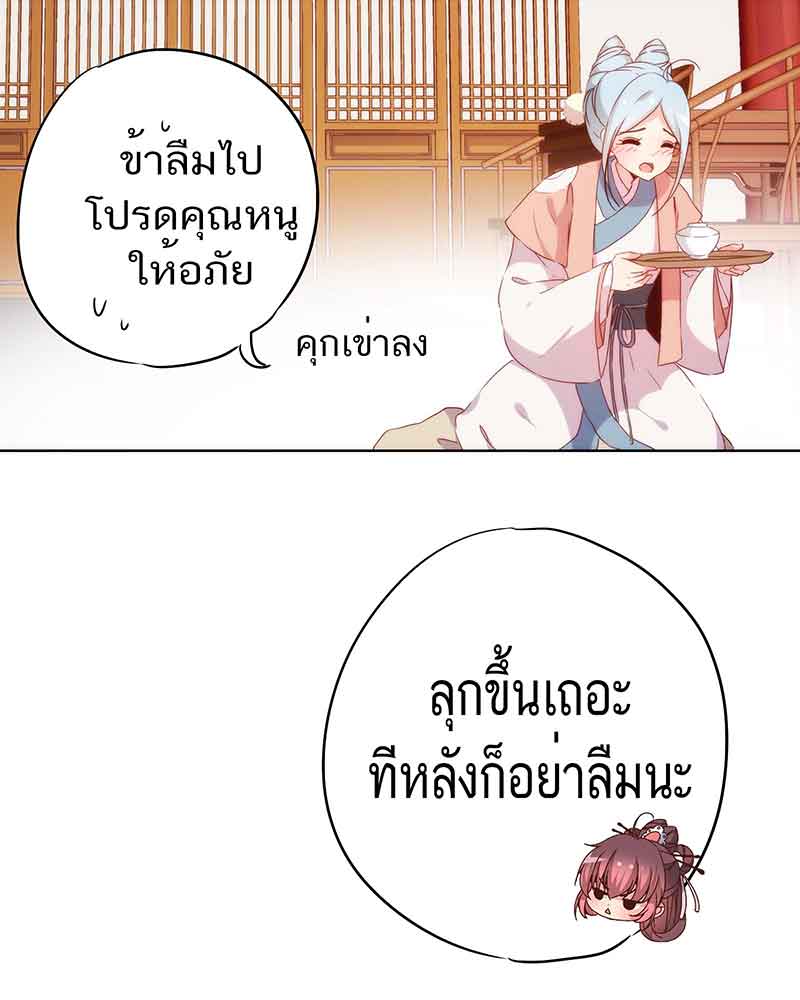 ข้าลืมไป
โปรดคุณหนู
ให้อภัย
คุกเข่าลง
ลุกขึ้นเถอะ
ทีหลังก็อย่าลืมนะ